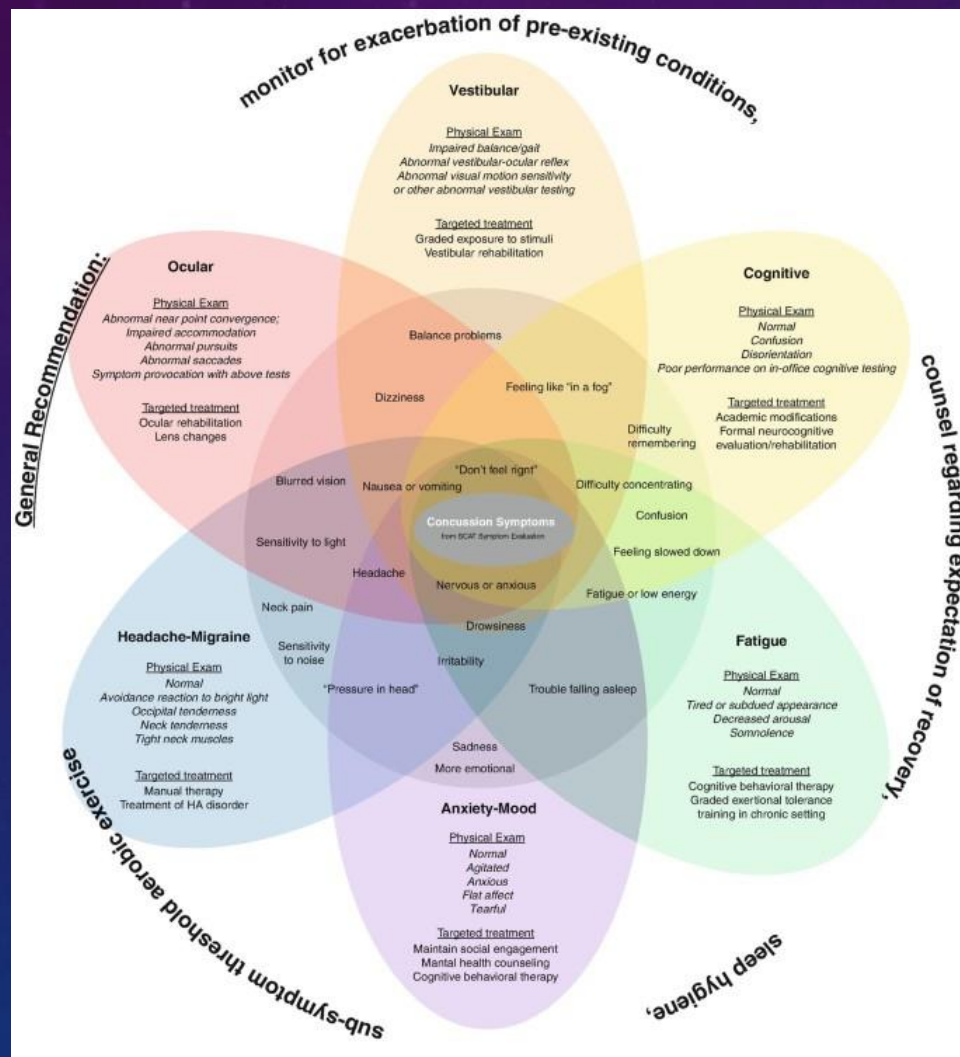 General Recommendation:
monitor for exacerbation of pre-existing conditions,
counsel regarding expectation of recovery,
sleep hygiene,
sub-symptom threshold aerobic exercise
Vestibular
Physical Exam
Impaired balance/gait
Abnormal vestibular-ocular reflex
Abnormal visual motion sensitivity
or other abnormal vestibular testing
Targeted treatment
Graded exposure to stimuli
Vestibular rehabilitation
Ocular
Physical Exam
Abnormal near point convergence;
Impaired accommodation
Abnormal pursuits
Abnormal saccades
Symptom provocation with above tests
Targeted treatment
Ocular rehabilitation
Lens changes
Cognitive
Physical Exam
Normal
Confusion
Disorientation
Poor performance on in-office cognitive testing
Targeted treatment
Academic modifications
Formal neurocognitive
evaluation/rehabilitation
Balance problems
Feeling like "in a fog"
Dizziness
Difficulty
remembering
"Don't feel rignt"
Blurred vision
Nausea or vomiting
Difficulty concentrating
Confusion
Concussion Symptoms
from SCAT Symptom Evaluation
Sensitivity to light
Feeling slowed down
Headache
Nervous or anxious
Fatigue or low energy
Neck pain
Drowsiness
Sensitivity
to noise
Irritability
"Pressure in head"
Trouble falling asleep
Sadness
More emotional
Headache-Migraine
Physical Exam
Normal
Avoidance reaction to bright light
Occipital tenderness
Neck tenderness
Tight neck muscles
Targeted treatment
Manual therapy
Treatment of HA disorder
Fatigue
Physical Exam
Normal
Tired or subdued appearance
Decreased arousal
Somnolence
Targeted treatment
Cognitive behavioral therapy
Graded exertional tolerance
training in chronic setting
Anxiety-Mood
Physical Exam
Normal
Agitated
Anxious
Flat affect
Tearful
Targeted treatment
Maintain social engagement
Mantal health counseling
Cognitive behavioral therapy